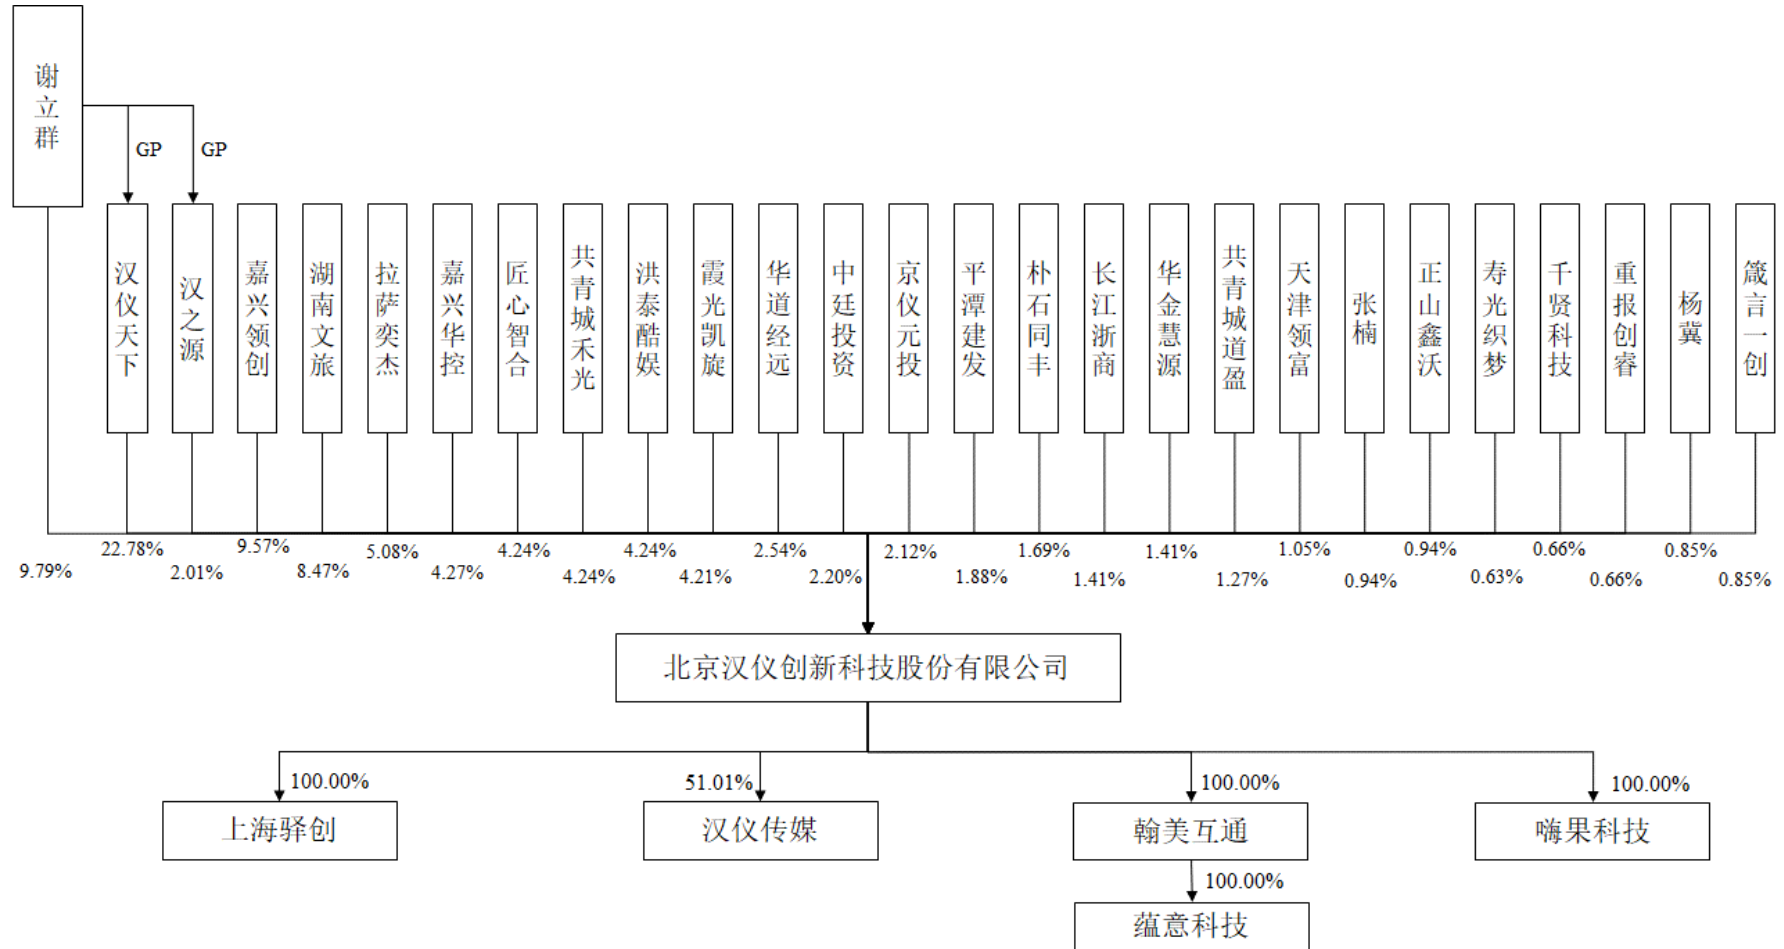 谢立群
GP
GP
汉仪天下
汉之源
嘉兴领创
湖南文旅
拉萨奕杰
嘉兴华控
匠心智合
共青城禾光
洪泰酷娱
霞光凯旋
华道经远
中廷投资
京仪元投
平潭建发
朴石同丰
长江浙商
华金慧源
共青城道盈
天津领富
张楠
正山鑫沃
寿光织梦
千贤科技
重报创睿
杨冀
箴言一创
9.79%
22.78%
2.01%
9.57%
8.47%
5.08%
4.27%
4.24%
4.24%
4.24%
4.21%
2.54%
2.20%
2.12%
1.88%
1.69%
1.41%
1.41%
1.27%
1.05%
0.94%
0.94%
0.63%
0.66%
0.66%
0.85%
0.85%
北京汉仪创新科技股份有限公司
100.00%
51.01%
100.00%
100.00%
上海驿创
汉仪传媒
翰美互通
嗨果科技
100.00%
蕴意科技